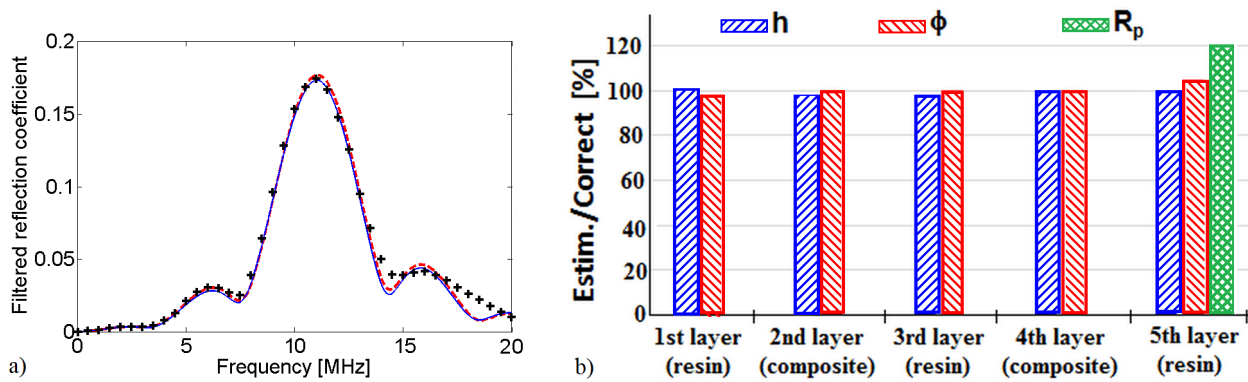 Filtered reflection coefficient
0.2
0.15
0.1
0.05
0
0 5 10 15 20
Frequency [MHz]
a)
h ϕ Rp
Estim./Correct [%]
120
100
80
60
40
20
0
1st layer 2nd layer 3rd layer 4th layer 5th layer
(resin) (composite) (resin) (composite) (resin)
b)